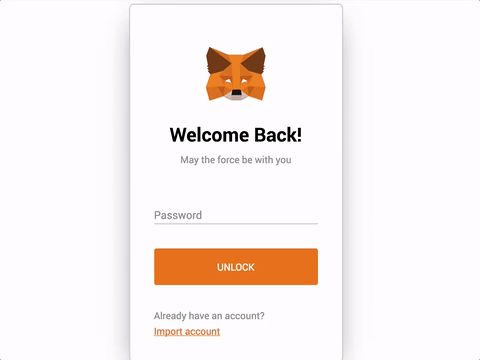 Welcome Back!
May the force be with you
Password
UNLOCK
Already have an account?
Import account